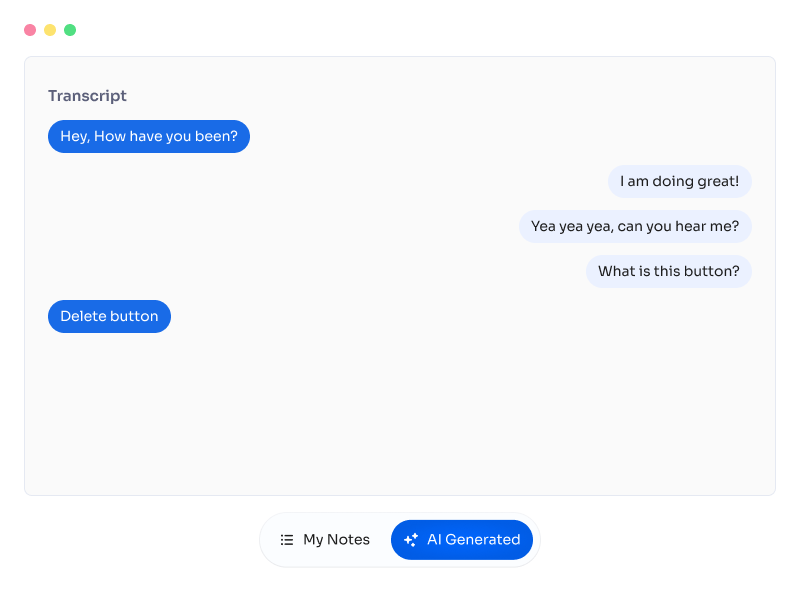 Transcript
Hey, How have you been?
I am doing great!
Yea yea yea, can you hear me?
What is this button?
Delete button
My Notes
AI Generated